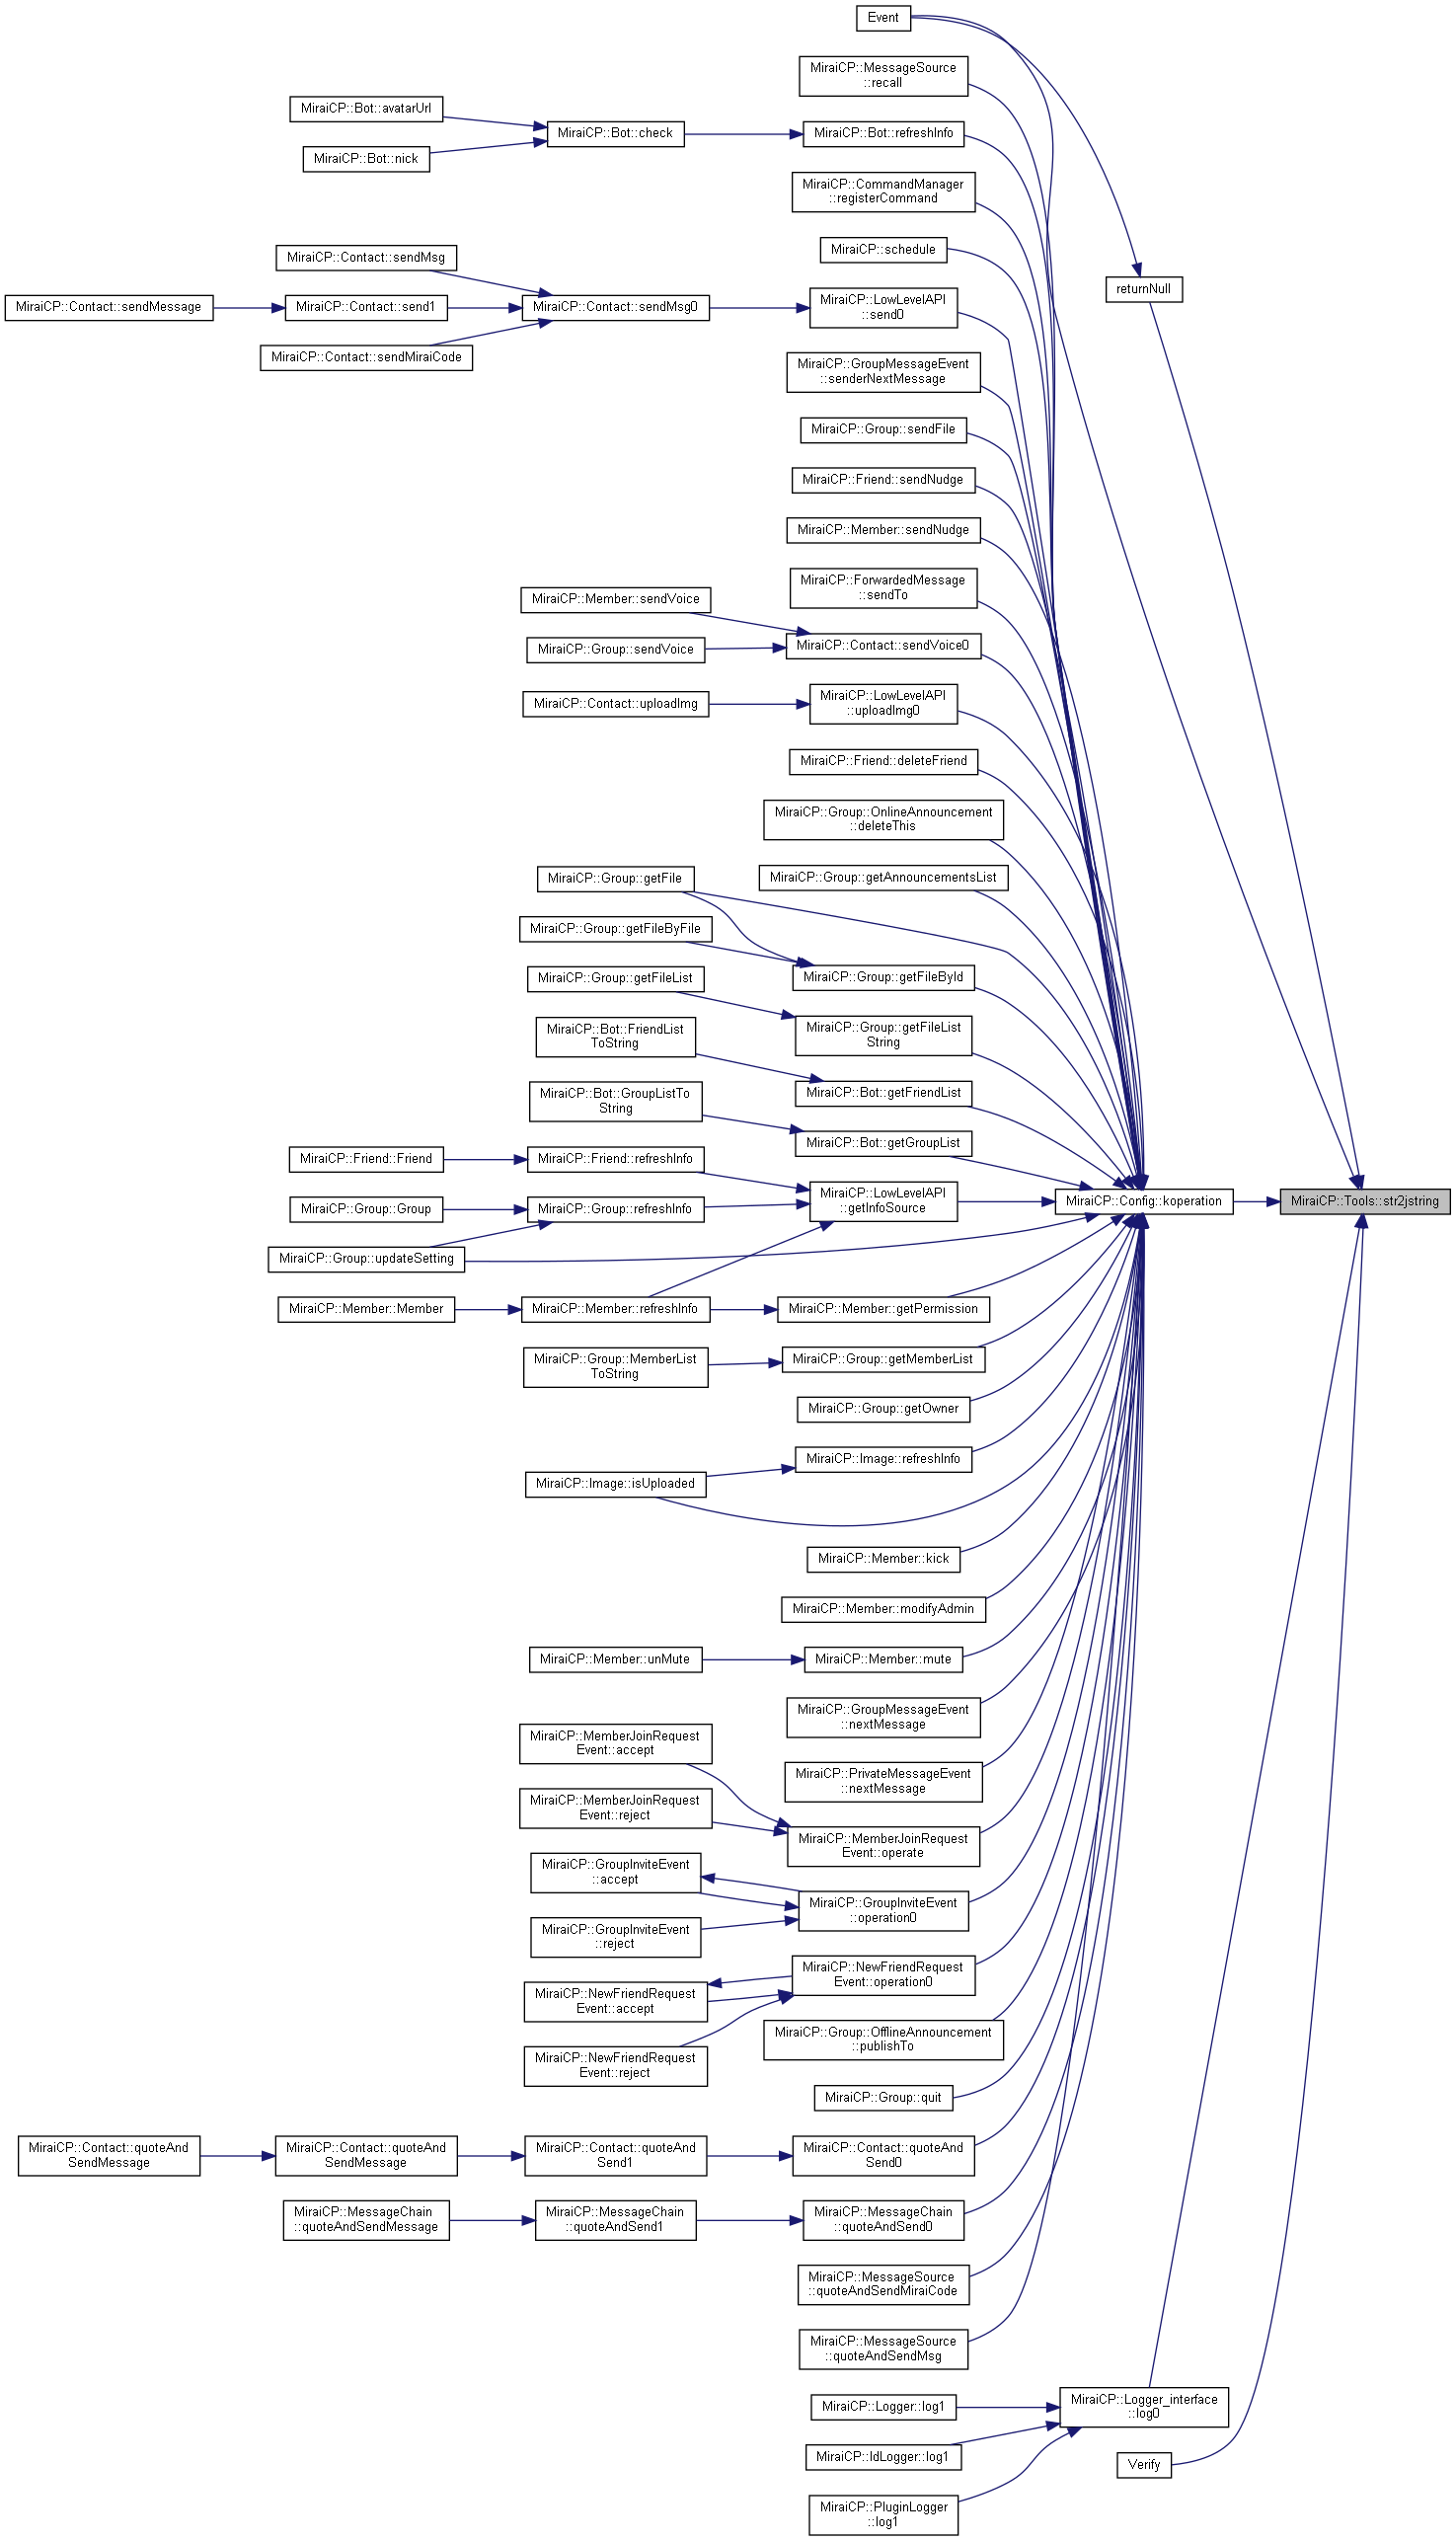 Event
MiraiCP::MessageSource
::recall
MiraiCP::Bot::avatarUrl
MiraiCP::Bot::check
MiraiCP::Bot::refreshInfo
MiraiCP::Bot::nick
MiraiCP::CommandManager
::registerCommand
MiraiCP::schedule
MiraiCP::Contact::sendMsg
returnNull
MiraiCP::Contact::sendMessage
MiraiCP::Contact::send1
MiraiCP::Contact::sendMsg0
MiraiCP::LowLevelAPI
::send0
MiraiCP::Contact::sendMiraiCode
MiraiCP::GroupMessageEvent
::senderNextMessage
MiraiCP::Group::sendFile
MiraiCP::Friend::sendNudge
MiraiCP::Member::sendNudge
MiraiCP::ForwardedMessage
::sendTo
MiraiCP::Member::sendVoice
MiraiCP::Group::sendVoice
MiraiCP::Contact::sendVoice0
MiraiCP::Contact::uploadImg
MiraiCP::LowLevelAPI
::uploadImg0
MiraiCP::Friend::deleteFriend
MiraiCP::Group::OnlineAnnouncement
::deleteThis
MiraiCP::Group::getFile
MiraiCP::Group::getAnnouncementsList
MiraiCP::Group::getFileByFile
MiraiCP::Group::getFileList
MiraiCP::Group::getFileById
MiraiCP::Bot::FriendList
ToString
MiraiCP::Group::getFileList
String
MiraiCP::Bot::GroupListTo
String
MiraiCP::Bot::getFriendList
MiraiCP::Bot::getGroupList
MiraiCP::Friend::Friend
MiraiCP::Friend::refreshInfo
MiraiCP::Group::Group
MiraiCP::Group::refreshInfo
MiraiCP::LowLevelAPI
::getInfoSource
MiraiCP::Config::koperation
MiraiCP::Tools::str2jstring
MiraiCP::Group::updateSetting
MiraiCP::Member::Member
MiraiCP::Member::refreshInfo
MiraiCP::Member::getPermission
MiraiCP::Group::MemberList
ToString
MiraiCP::Group::getMemberList
MiraiCP::Group::getOwner
MiraiCP::Image::refreshInfo
MiraiCP::Image::isUploaded
MiraiCP::Member::kick
MiraiCP::Member::modifyAdmin
MiraiCP::Member::unMute
MiraiCP::Member::mute
MiraiCP::GroupMessageEvent
::nextMessage
MiraiCP::MemberJoinRequest
Event::accept
MiraiCP::PrivateMessageEvent
::nextMessage
MiraiCP::MemberJoinRequest
Event::reject
MiraiCP::MemberJoinRequest
Event::operate
MiraiCP::GroupInviteEvent
::accept
MiraiCP::GroupInviteEvent
::operation0
MiraiCP::GroupInviteEvent
::reject
MiraiCP::NewFriendRequest
Event::operation0
MiraiCP::NewFriendRequest
Event::accept
MiraiCP::Group::OfflineAnnouncement
::publishTo
MiraiCP::NewFriendRequest
Event::reject
MiraiCP::Group::quit
MiraiCP::Contact::quoteAnd
SendMessage
MiraiCP::Contact::quoteAnd
SendMessage
MiraiCP::Contact::quoteAnd
Send1
MiraiCP::Contact::quoteAnd
Send0
MiraiCP::MessageChain
::quoteAndSendMessage
MiraiCP::MessageChain
::quoteAndSend1
MiraiCP::MessageChain
::quoteAndSend0
MiraiCP::MessageSource
::quoteAndSendMiraiCode
MiraiCP::MessageSource
::quoteAndSendMsg
MiraiCP::Logger::log1
MiraiCP::Logger_interface
::log0
MiraiCP::IdLogger::log1
Verify
MiraiCP::PluginLogger
::log1